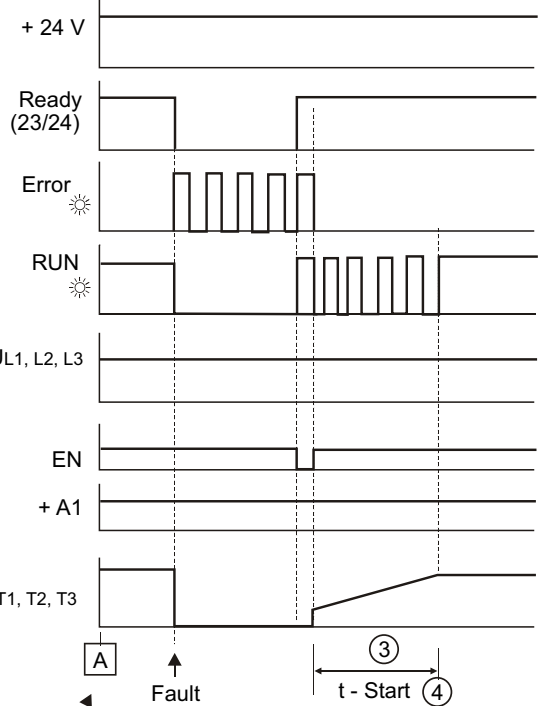 + 24 V
Ready
(23/24)
Error
RUN
UL1, L2, L3
EN
+ A1
T1, T2, T3
A
3
Fault
t - Start 4